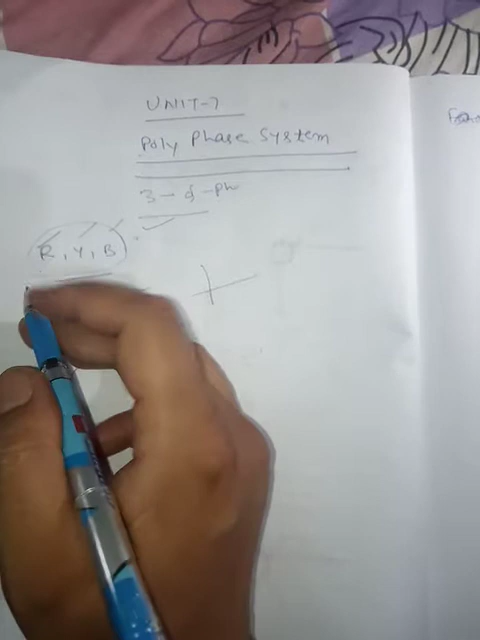 UNIT-7
Poly Phase System
3-ϕ-Ph
R, Y, B